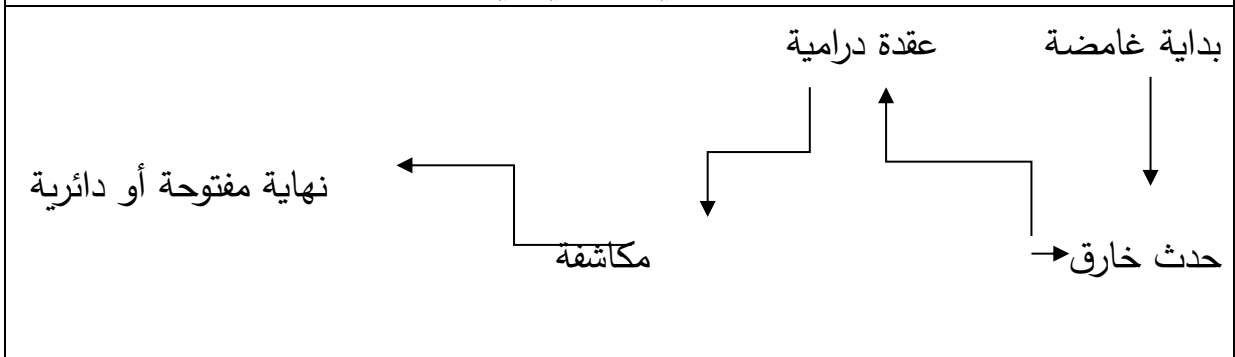 بداية غامضة
عقدة درامية
نهاية مفتوحة أو دائرية
حدث خارق
مكاشفة